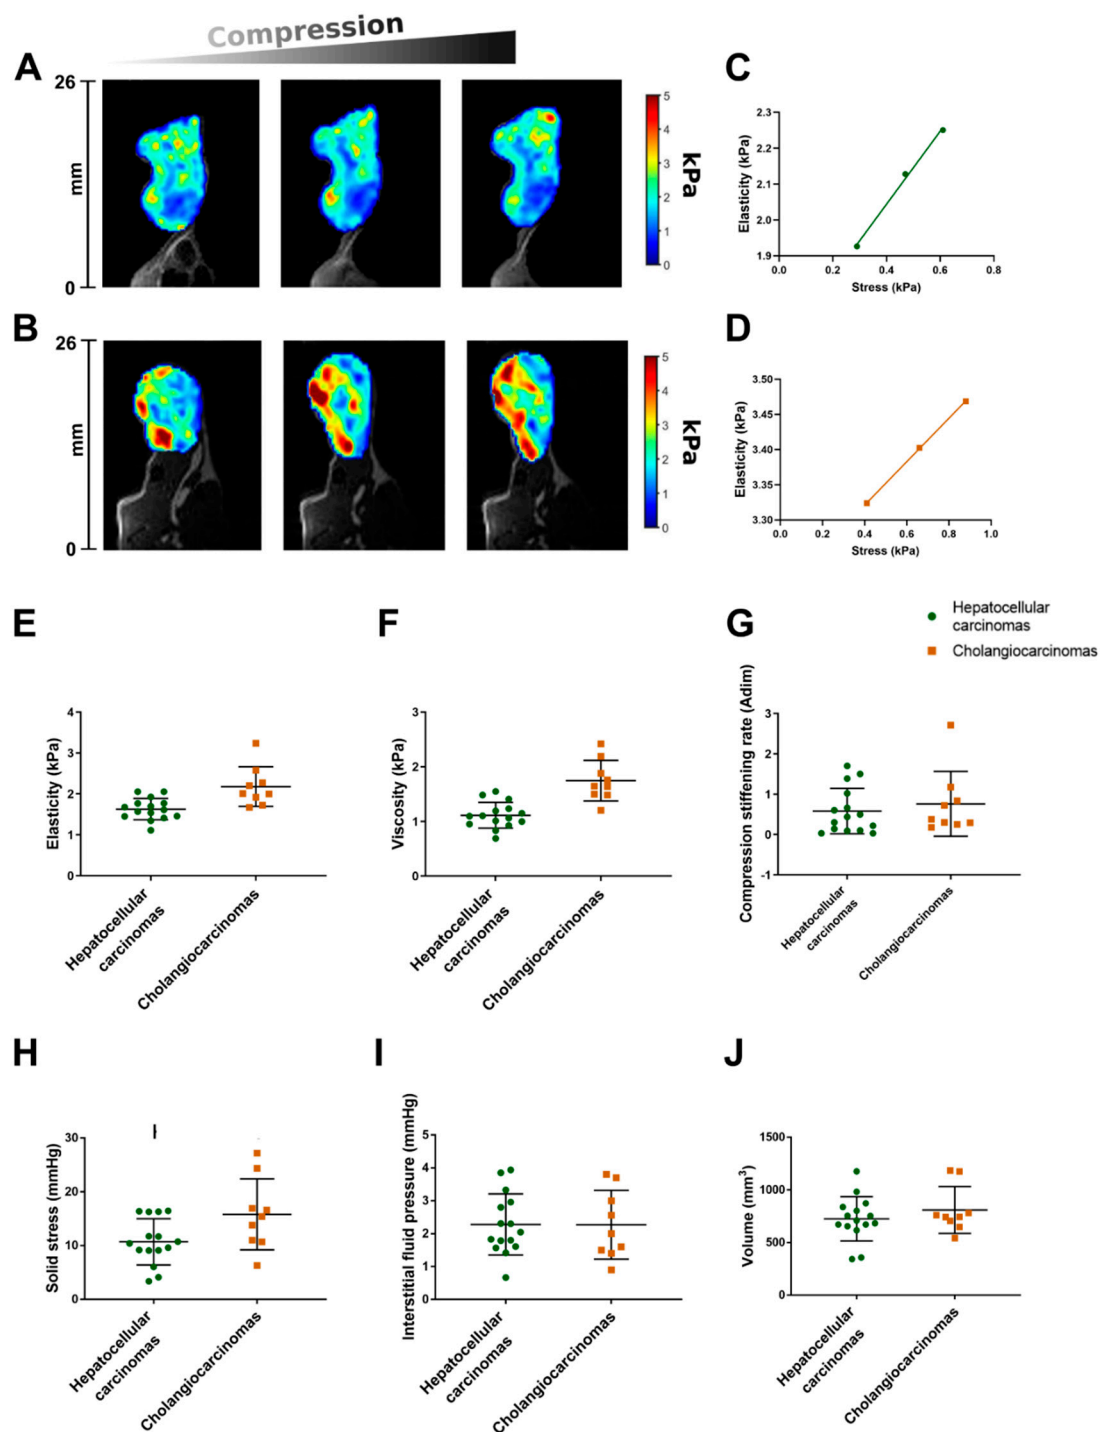 Compression
A
26
mm
0
5
4
3
2
1
0
kPa
C
Elasticity (kPa)
2.3
2.2
2.1
2.0
1.9
0.0 0.2 0.4 0.6 0.8
Stress (kPa)
B
26
mm
0
5
4
3
2
1
0
kPa
D
Elasticity (kPa)
3.50
3.45
3.40
3.35
3.30
0.0 0.2 0.4 0.6 0.8 1.0
Stress (kPa)
Hepatocellular
carcinomas
Cholangiocarcinomas
E
Elasticity (kPa)
4
3
2
1
0
Hepatocellular
carcinomas
Cholangiocarcinomas
F
Viscosity (kPa)
3
2
1
0
Hepatocellular
carcinomas
Cholangiocarcinomas
G
Compression stiffening rate (Adim)
3
2
1
0
-1
Hepatocellular
carcinomas
Cholangiocarcinomas
H
Solid stress (mmHg)
30
20
10
0
Hepatocellular
carcinomas
Cholangiocarcinomas
I
Interstitial fluid pressure (mmHg)
5
4
3
2
1
0
Hepatocellular
carcinomas
Cholangiocarcinomas
J
Volume (mm³)
1500
1000
500
0
Hepatocellular
carcinomas
Cholangiocarcinomas